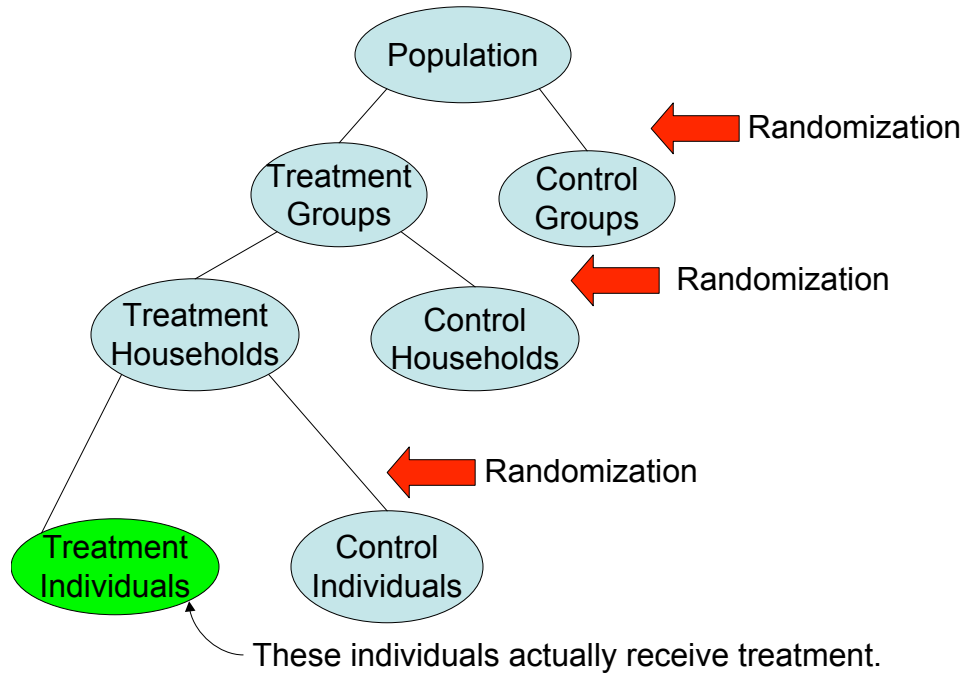 Population
Randomization
Treatment
Groups
Control
Groups
Randomization
Treatment
Households
Control
Households
Randomization
Treatment
Individuals
Control
Individuals
These individuals actually receive treatment.